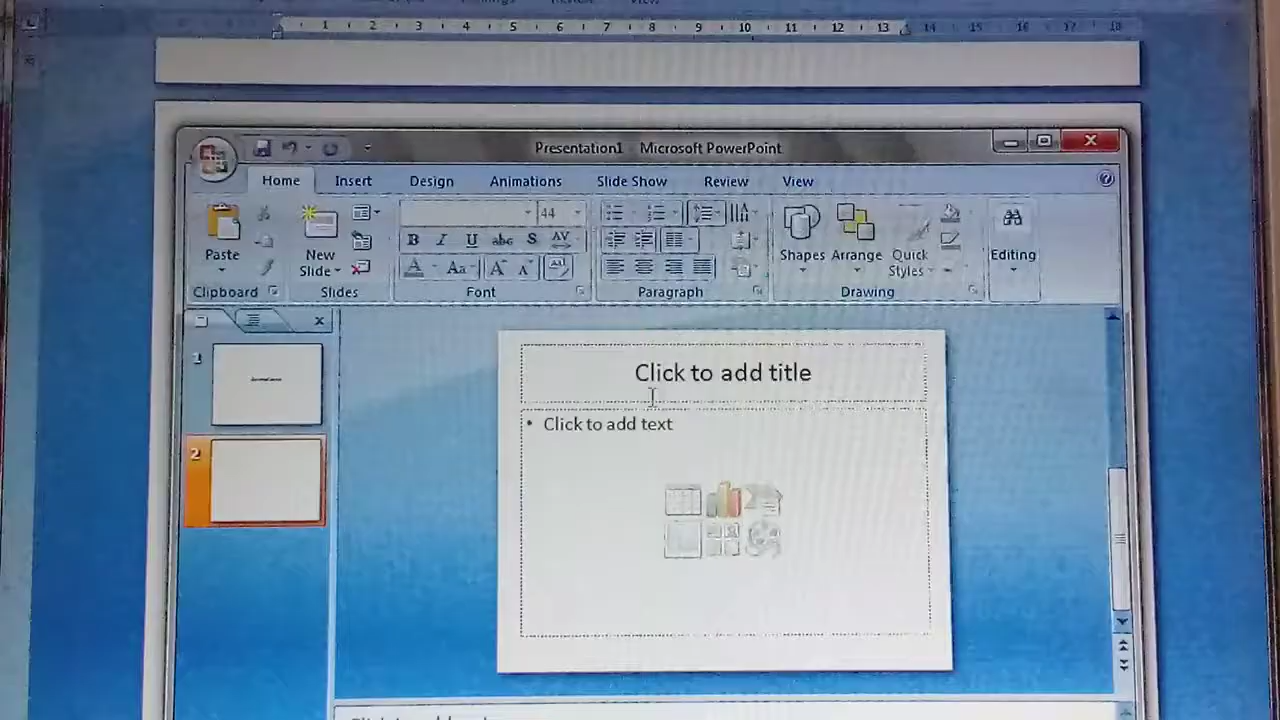 1 2 3 4 5 6 7 8 9 10 11 12 13 14 15 16 17 18
Presentation1 Microsoft PowerPoint
Home Insert Design Animations Slide Show Review View
44
Paste
New Slide
B I U abc S AV
A Aa A A
Shapes Arrange Quick Styles
Editing
Clipboard Slides Font Paragraph Drawing
1
Click to add title
• Click to add text
2